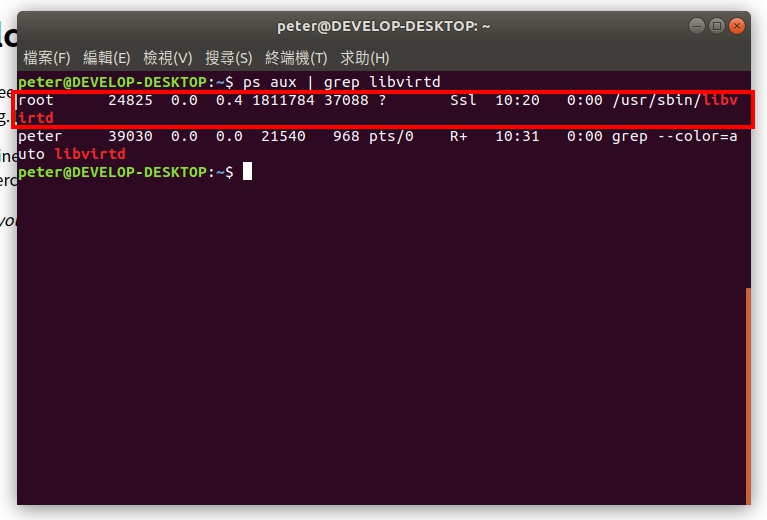 peter@DEVELOP-DESKTOP: ~
檔案(F) 編輯(E) 檢視(V) 搜尋(S) 終端機(T) 求助(H)
peter@DEVELOP-DESKTOP:~$ ps aux | grep libvirtd
root 24825 0.0 0.4 1811784 37088 ? Ssl 10:20 0:00 /usr/sbin/libv
irtd
peter 39030 0.0 0.0 21540 968 pts/0 R+ 10:31 0:00 grep --color=a
uto libvirtd
peter@DEVELOP-DESKTOP:~$